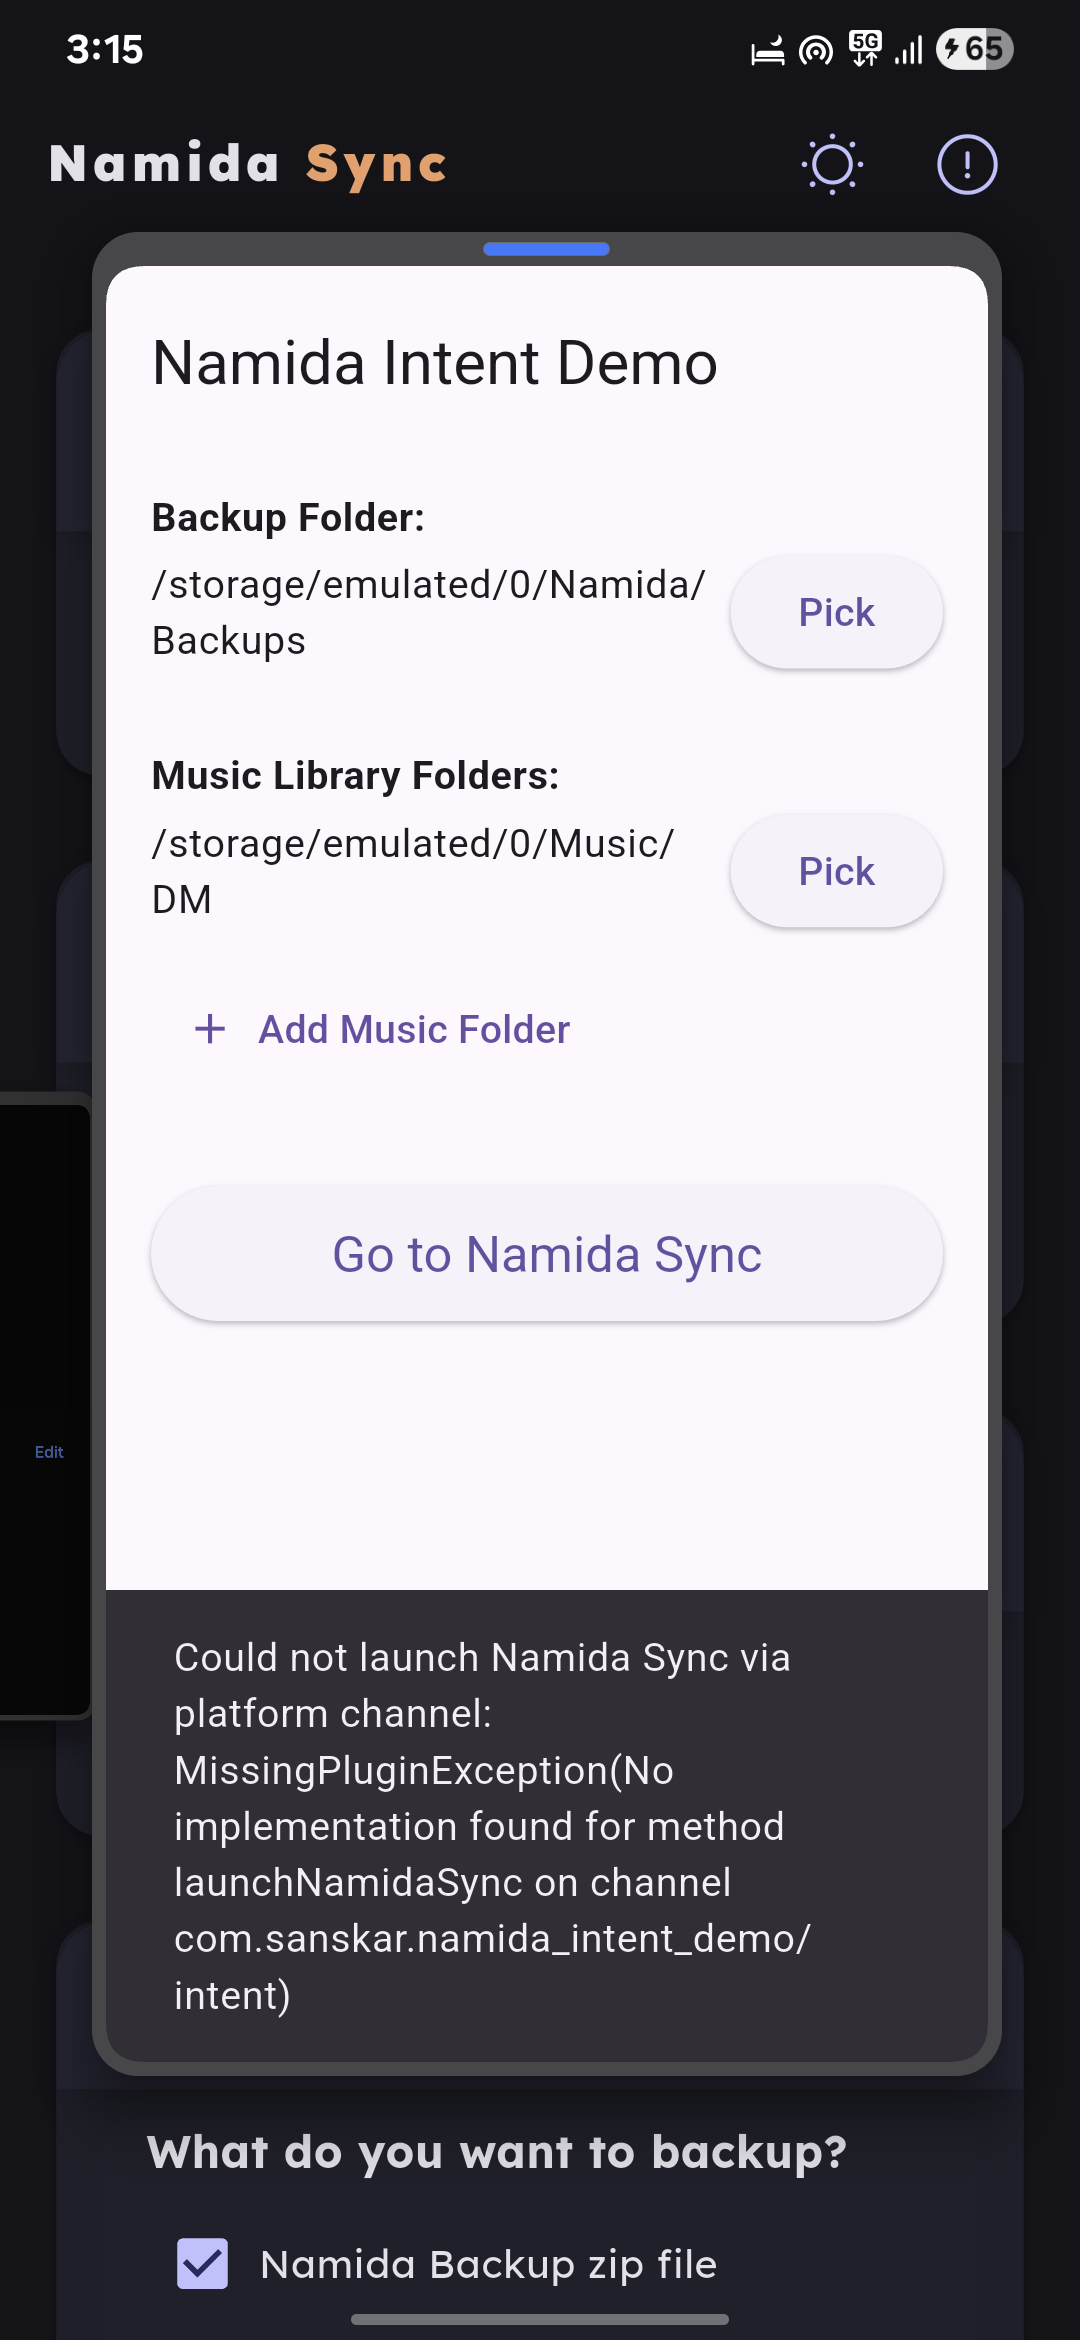 3:15
5G
65
Namida Sync
Namida Intent Demo
Backup Folder:
/storage/emulated/0/Namida/
Backups
Pick
Music Library Folders:
/storage/emulated/0/Music/
DM
Pick
+ Add Music Folder
Go to Namida Sync
Edit
Could not launch Namida Sync via
platform channel:
MissingPluginException(No
implementation found for method
launchNamidaSync on channel
com.sanskar.namida_intent_demo/
intent)
What do you want to backup?
Namida Backup zip file